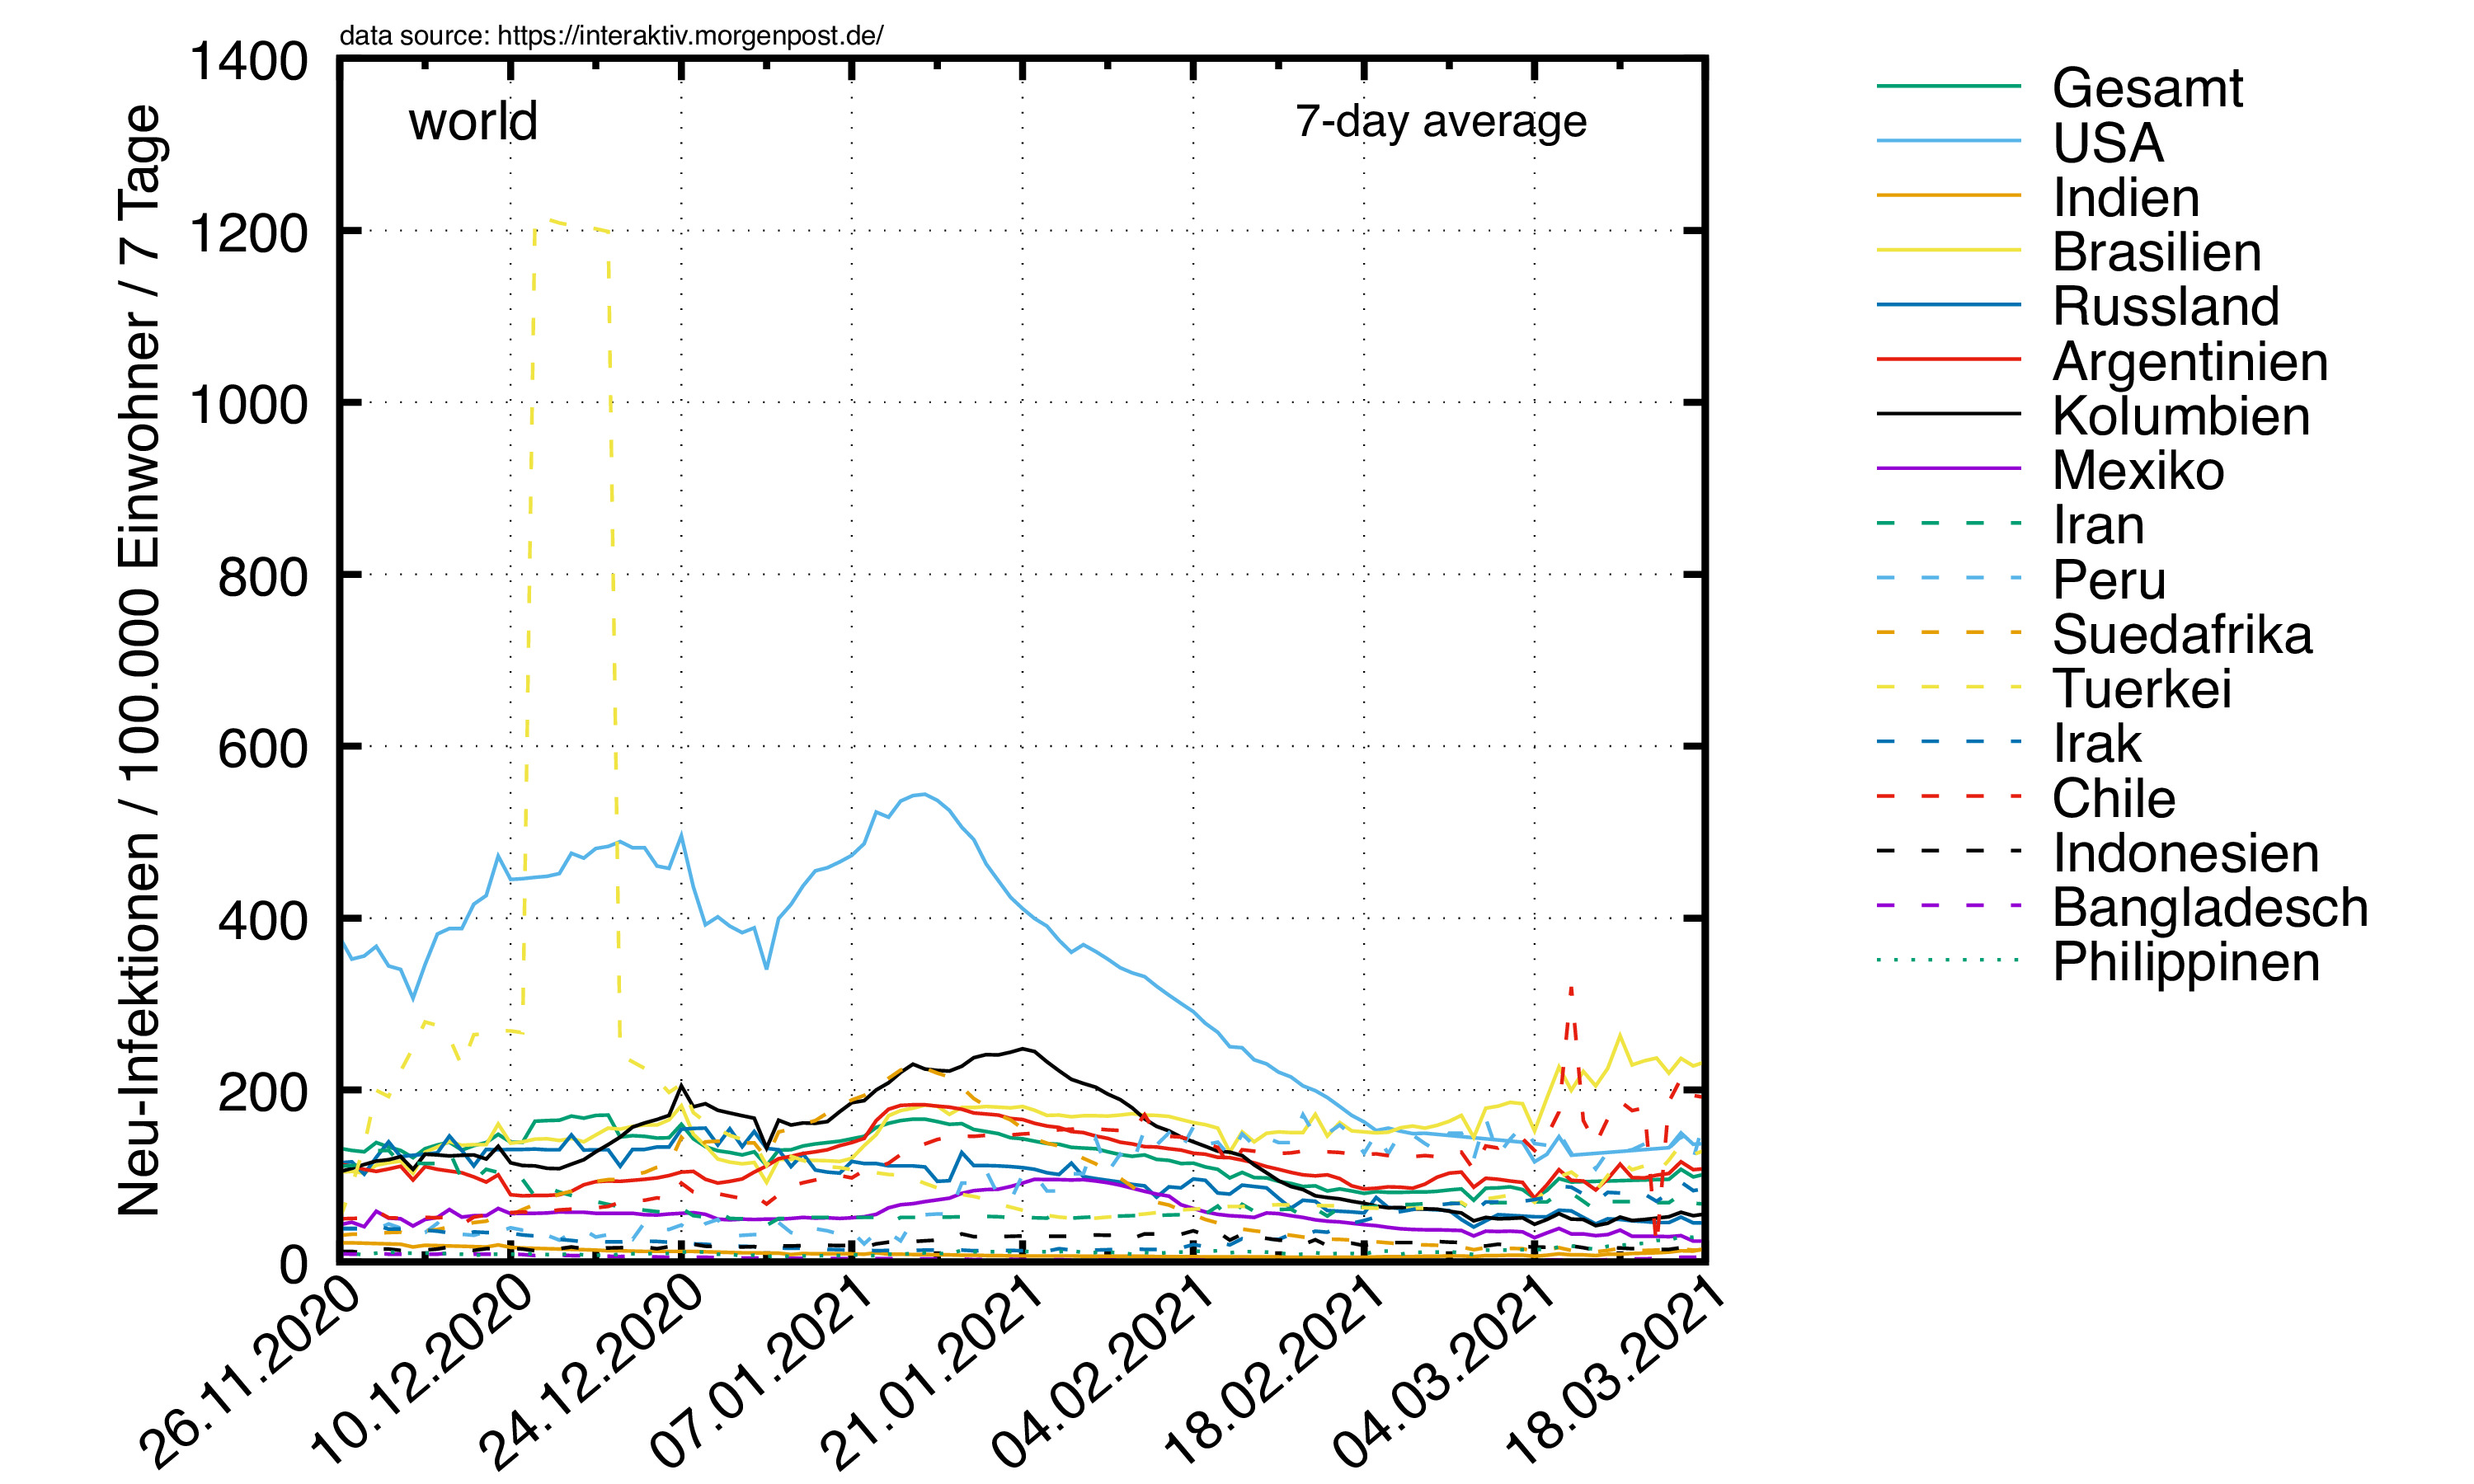 data source: https://interaktiv.morgenpost.de/
world
7-day average
Neu-Infektionen / 100.000 Einwohner / 7 Tage
1400
1200
1000
800
600
400
200
0
26.11.2020
10.12.2020
24.12.2020
07.01.2021
21.01.2021
04.02.2021
18.02.2021
04.03.2021
18.03.2021
Gesamt
USA
Indien
Brasilien
Russland
Argentinien
Kolumbien
Mexiko
Iran
Peru
Suedafrika
Tuerkei
Irak
Chile
Indonesien
Bangladesch
Philippinen